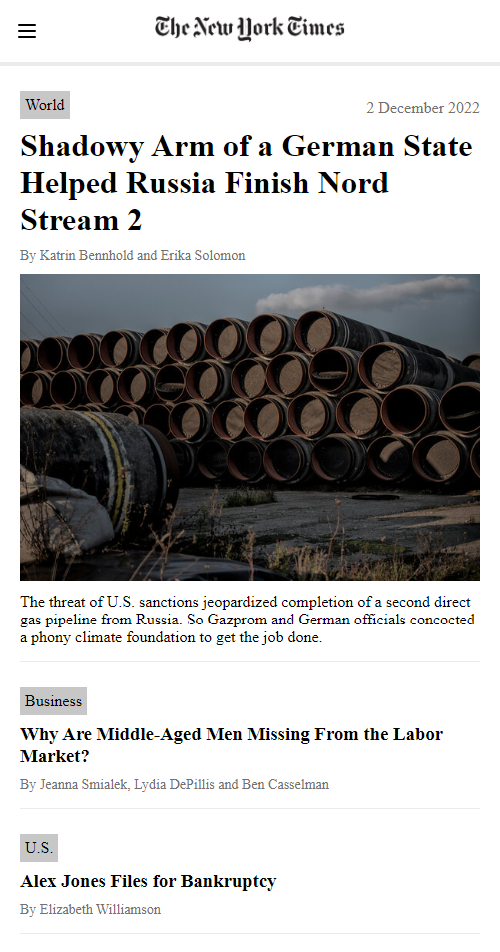 The New York Times
World
2 December 2022
Shadowy Arm of a German State
Helped Russia Finish Nord
Stream 2
By Katrin Bennhold and Erika Solomon
The threat of U.S. sanctions jeopardized completion of a second direct
gas pipeline from Russia. So Gazprom and German officials concocted
a phony climate foundation to get the job done.
Business
Why Are Middle-Aged Men Missing From the Labor
Market?
By Jeanna Smialek, Lydia DePillis and Ben Casselman
U.S.
Alex Jones Files for Bankruptcy
By Elizabeth Williamson